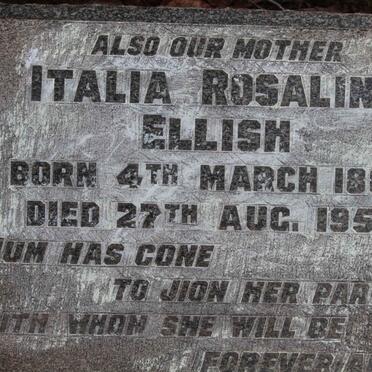 ALSO OUR MOTHER
ITALIA ROSALIN
ELLISH
BORN 4TH MARCH 18
DIED 27TH AUG. 195
MUM HAS GONE
TO JION HER PAR
WHOM SHE WILL BE
FOREVER